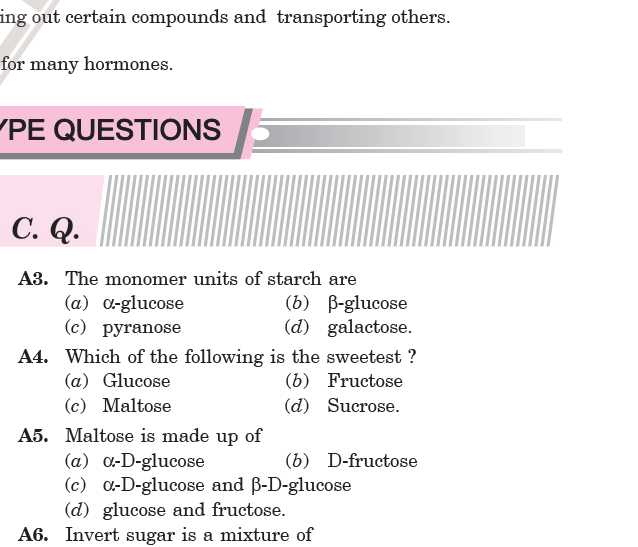 ing out certain compounds and transporting others.
for many hormones.
YPE QUESTIONS
C. Q.
A3. The monomer units of starch are
(a) α-glucose (b) β-glucose
(c) pyranose (d) galactose.
A4. Which of the following is the sweetest ?
(a) Glucose (b) Fructose
(c) Maltose (d) Sucrose.
A5. Maltose is made up of
(a) α-D-glucose (b) D-fructose
(c) α-D-glucose and β-D-glucose
(d) glucose and fructose.
A6. Invert sugar is a mixture of